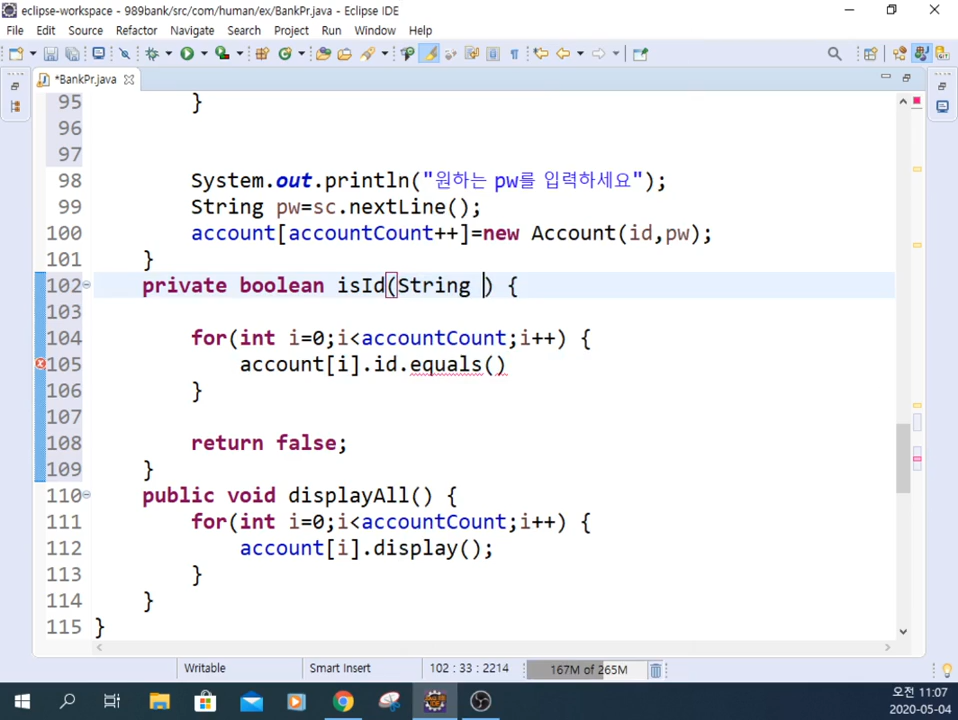 eclipse-workspace - 989bank/src/com/human/ex/BankPr.java - Eclipse IDE
File Edit Source Refactor Navigate Search Project Run Window Help
*BankPr.java
95 }
96
97
98 System.out.println("원하는 pw를 입력하세요");
99 String pw=sc.nextLine();
100 account[accountCount++]=new Account(id,pw);
101 }
102 private boolean isId(String ) {
103
104 for(int i=0;i<accountCount;i++) {
105 account[i].id.equals()
106 }
107
108 return false;
109 }
110 public void displayAll() {
111 for(int i=0;i<accountCount;i++) {
112 account[i].display();
113 }
114 }
115 }
Writable Smart Insert 102 : 33 : 2214 167M of 265M
오전 11:07
2020-05-04